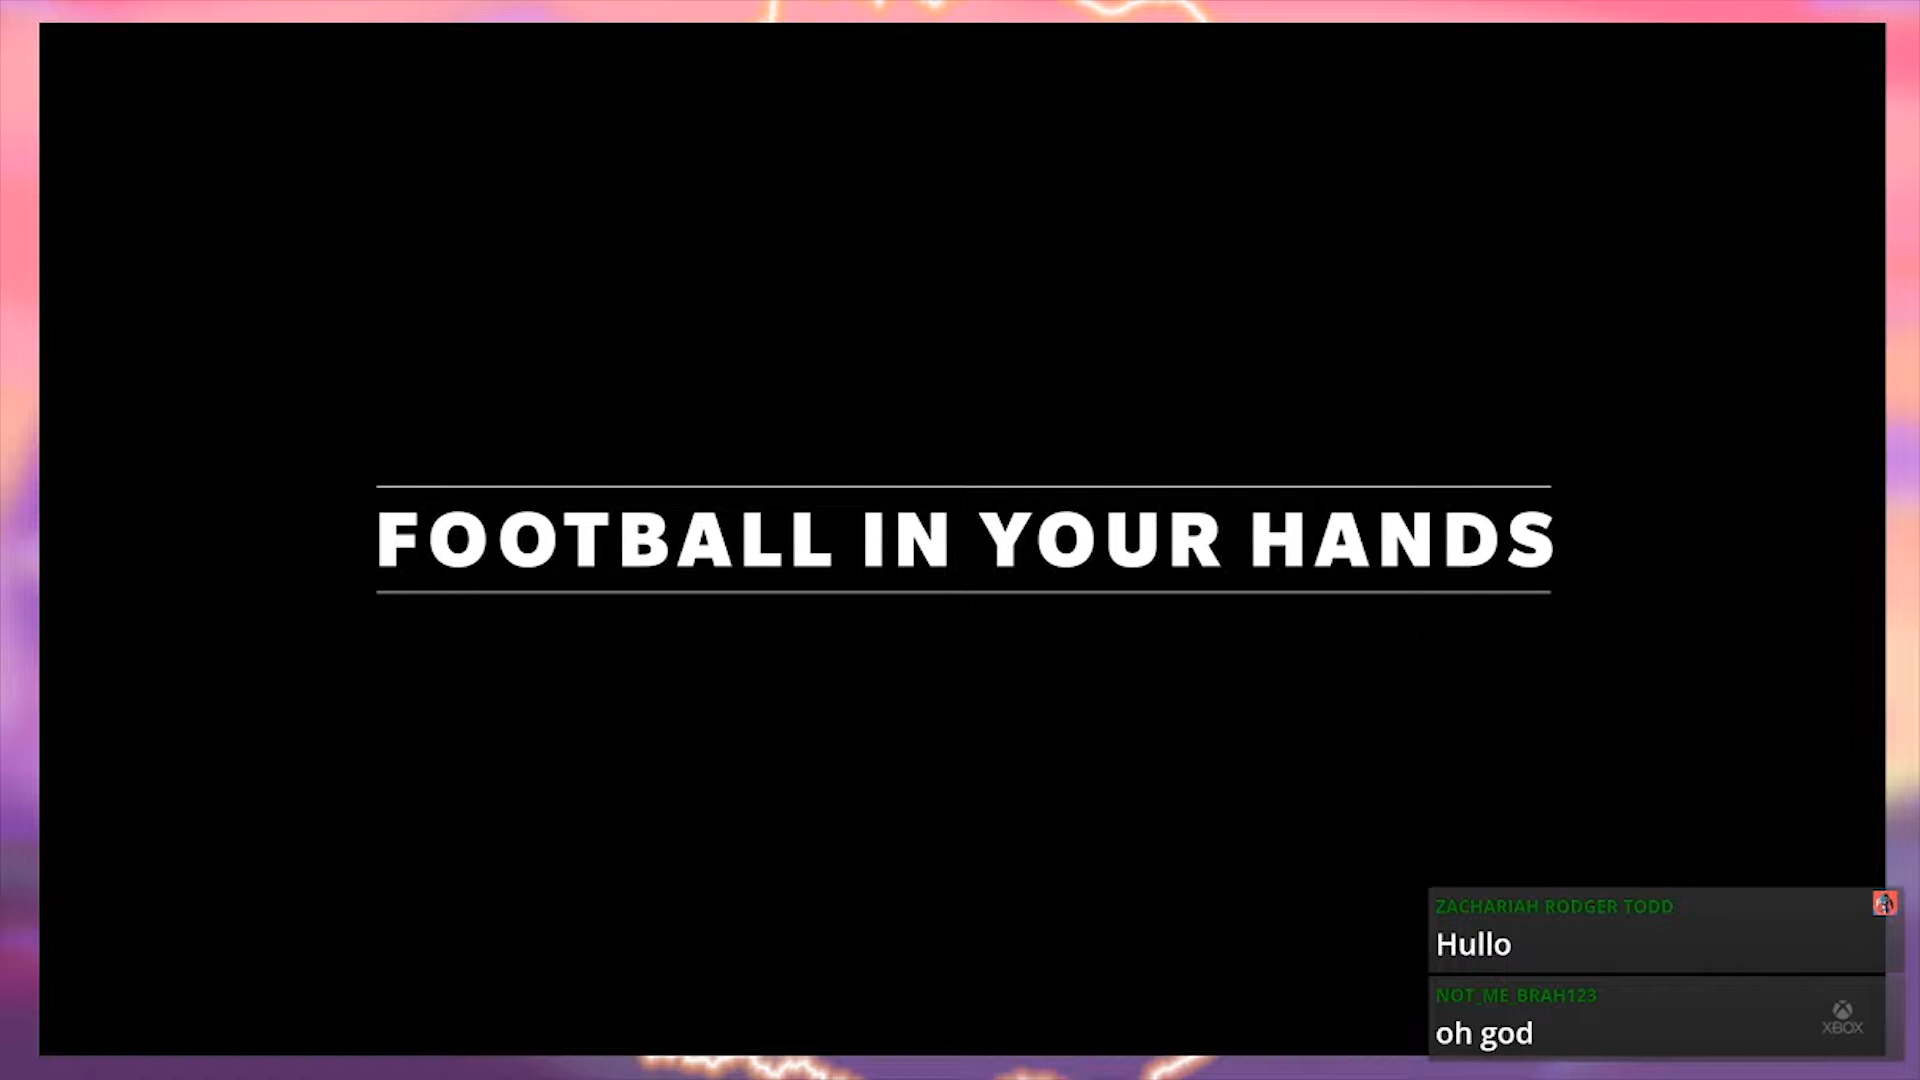 FOOTBALL IN YOUR HANDS
ZACHARIAH RODGER TODD
Hullo
NOT_ME_BRAH123
oh god
XBOX